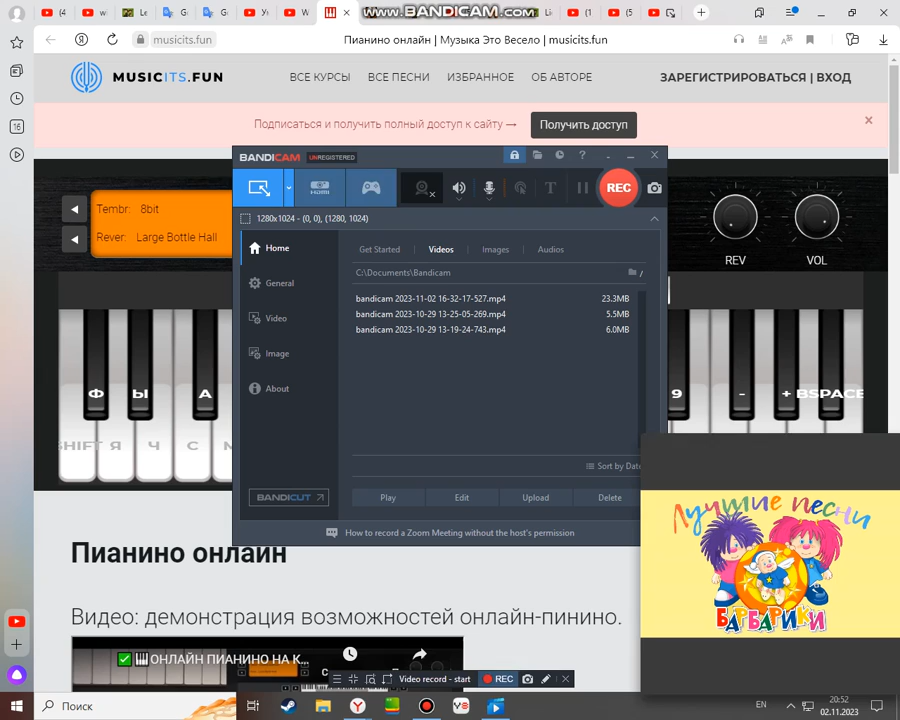 www.BANDICAM.com
musicits.fun
Пианино онлайн | Музыка Это Весело | musicits.fun
16
MUSICITS.FUN
ВСЕ КУРСЫ ВСЕ ПЕСНИ ИЗБРАННОЕ ОБ АВТОРЕ
ЗАРЕГИСТРИРОВАТЬСЯ | ВХОД
Подписаться и получить полный доступ к сайту →
Получить доступ
BANDICAM UNREGISTERED
HDMI
REC
1280x1024 - (0, 0), (1280, 1024)
Tembr: 8bit
Rever: Large Bottle Hall
REV VOL
Home
General
Video
Image
About
Get Started Videos Images Audios
C:\Documents\Bandicam
bandicam 2023-11-02 16-32-17-527.mp4 23.3MB
bandicam 2023-10-29 13-25-05-269.mp4 5.5MB
bandicam 2023-10-29 13-19-24-743.mp4 6.0MB
Ф Ы А
9 - + BSPACE
SHIFT Я Ч С
Sort by Date
BANDICUT
Play Edit Upload Delete
How to record a Zoom Meeting without the host's permission
Лучшие песни
БАРБАРИКИ
Пианино онлайн
Видео: демонстрация возможностей онлайн-пинино.
ОНЛАЙН ПИАНИНО НА К...
Video record - start REC
Поиск
EN
20:52
02.11.2023